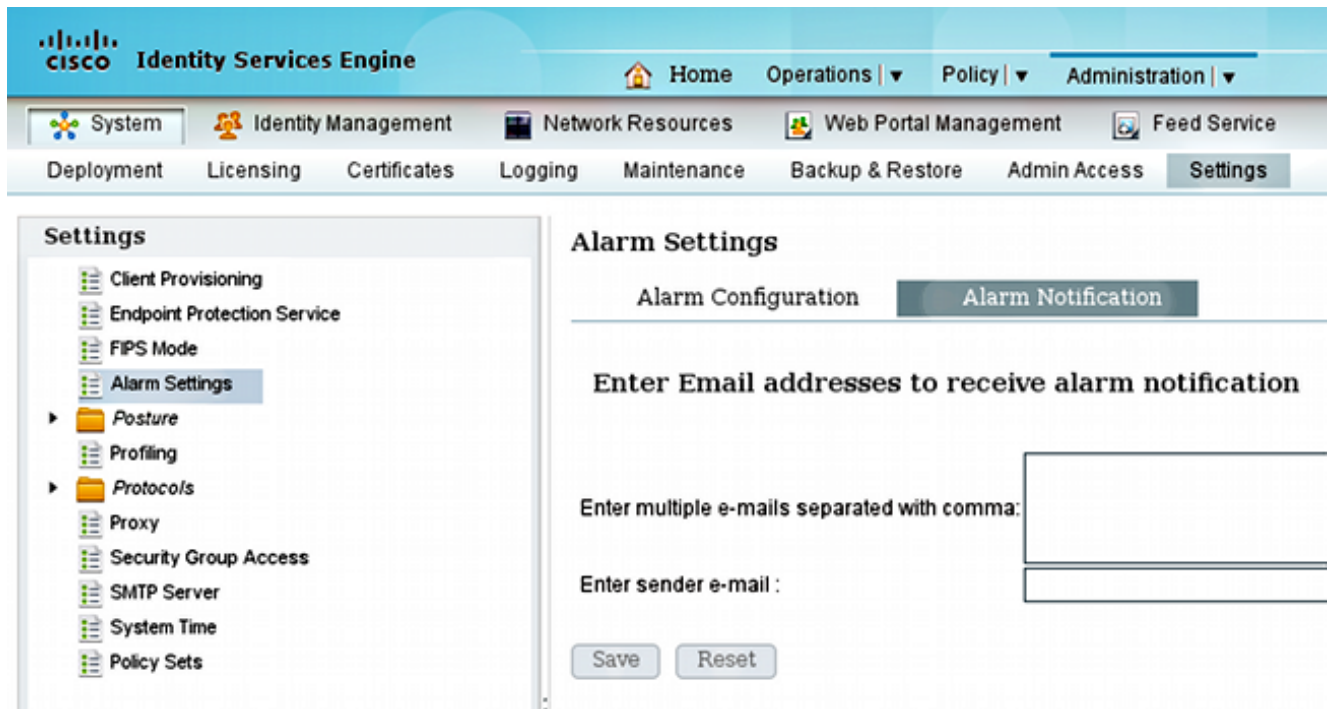 CISCO Identity Services Engine
Home Operations | ▼ Policy | ▼ Administration | ▼
System Identity Management Network Resources Web Portal Management Feed Service
Deployment Licensing Certificates Logging Maintenance Backup & Restore Admin Access Settings
Settings
Client Provisioning
Endpoint Protection Service
FIPS Mode
Alarm Settings
Posture
Profiling
Protocols
Proxy
Security Group Access
SMTP Server
System Time
Policy Sets
Alarm Settings
Alarm Configuration Alarm Notification
Enter Email addresses to receive alarm notification
Enter multiple e-mails separated with comma:
Enter sender e-mail :
Save Reset